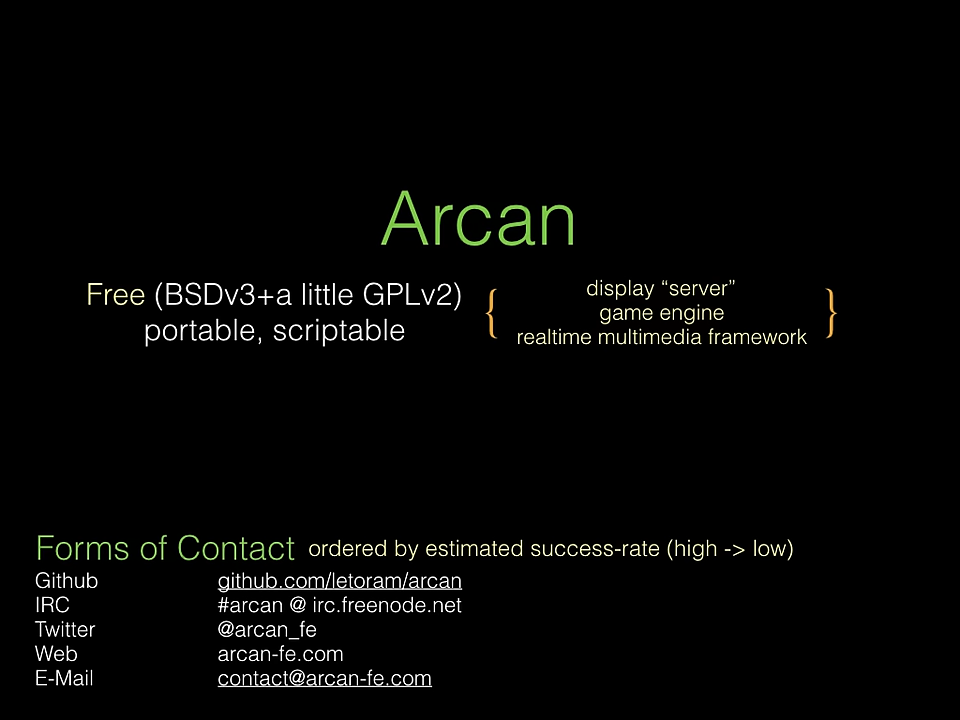 Arcan
Free (BSDv3+a little GPLv2)
portable, scriptable
{
display “server”
game engine
realtime multimedia framework
}
Forms of Contact ordered by estimated success-rate (high -> low)
Github github.com/letoram/arcan
IRC #arcan @ irc.freenode.net
Twitter @arcan_fe
Web arcan-fe.com
E-Mail contact@arcan-fe.com